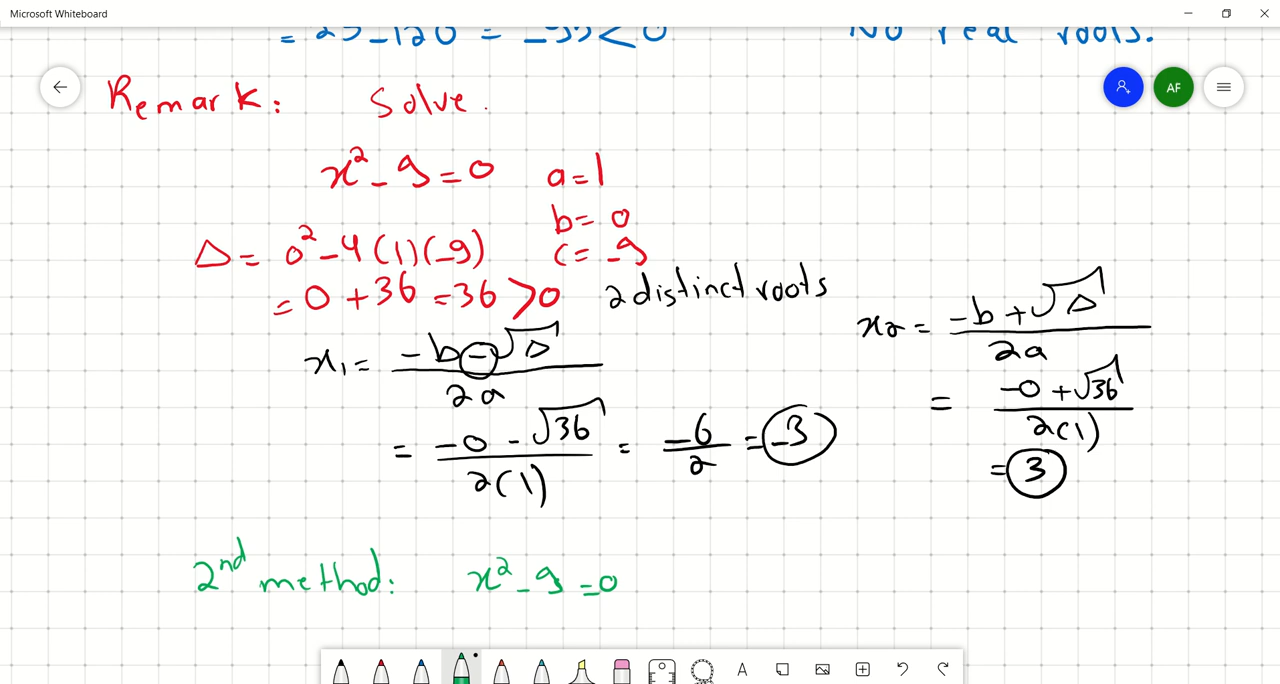 Microsoft Whiteboard
= 25 - 120 = -95 < 0 No real roots.
AF
Remark: Solve.
x² - 9 = 0 a = 1
b = 0
Δ = 0² - 4(1)(-9) c = -9
= 0 + 36 = 36 > 0 2 distinct roots
x₁ = (-b - √Δ) / 2a
= (-0 - √36) / 2(1) = -6/2 = -3
x₂ = (-b + √Δ) / 2a
= (-0 + √36) / 2(1)
= 3
2nd method: x² - 9 = 0
A